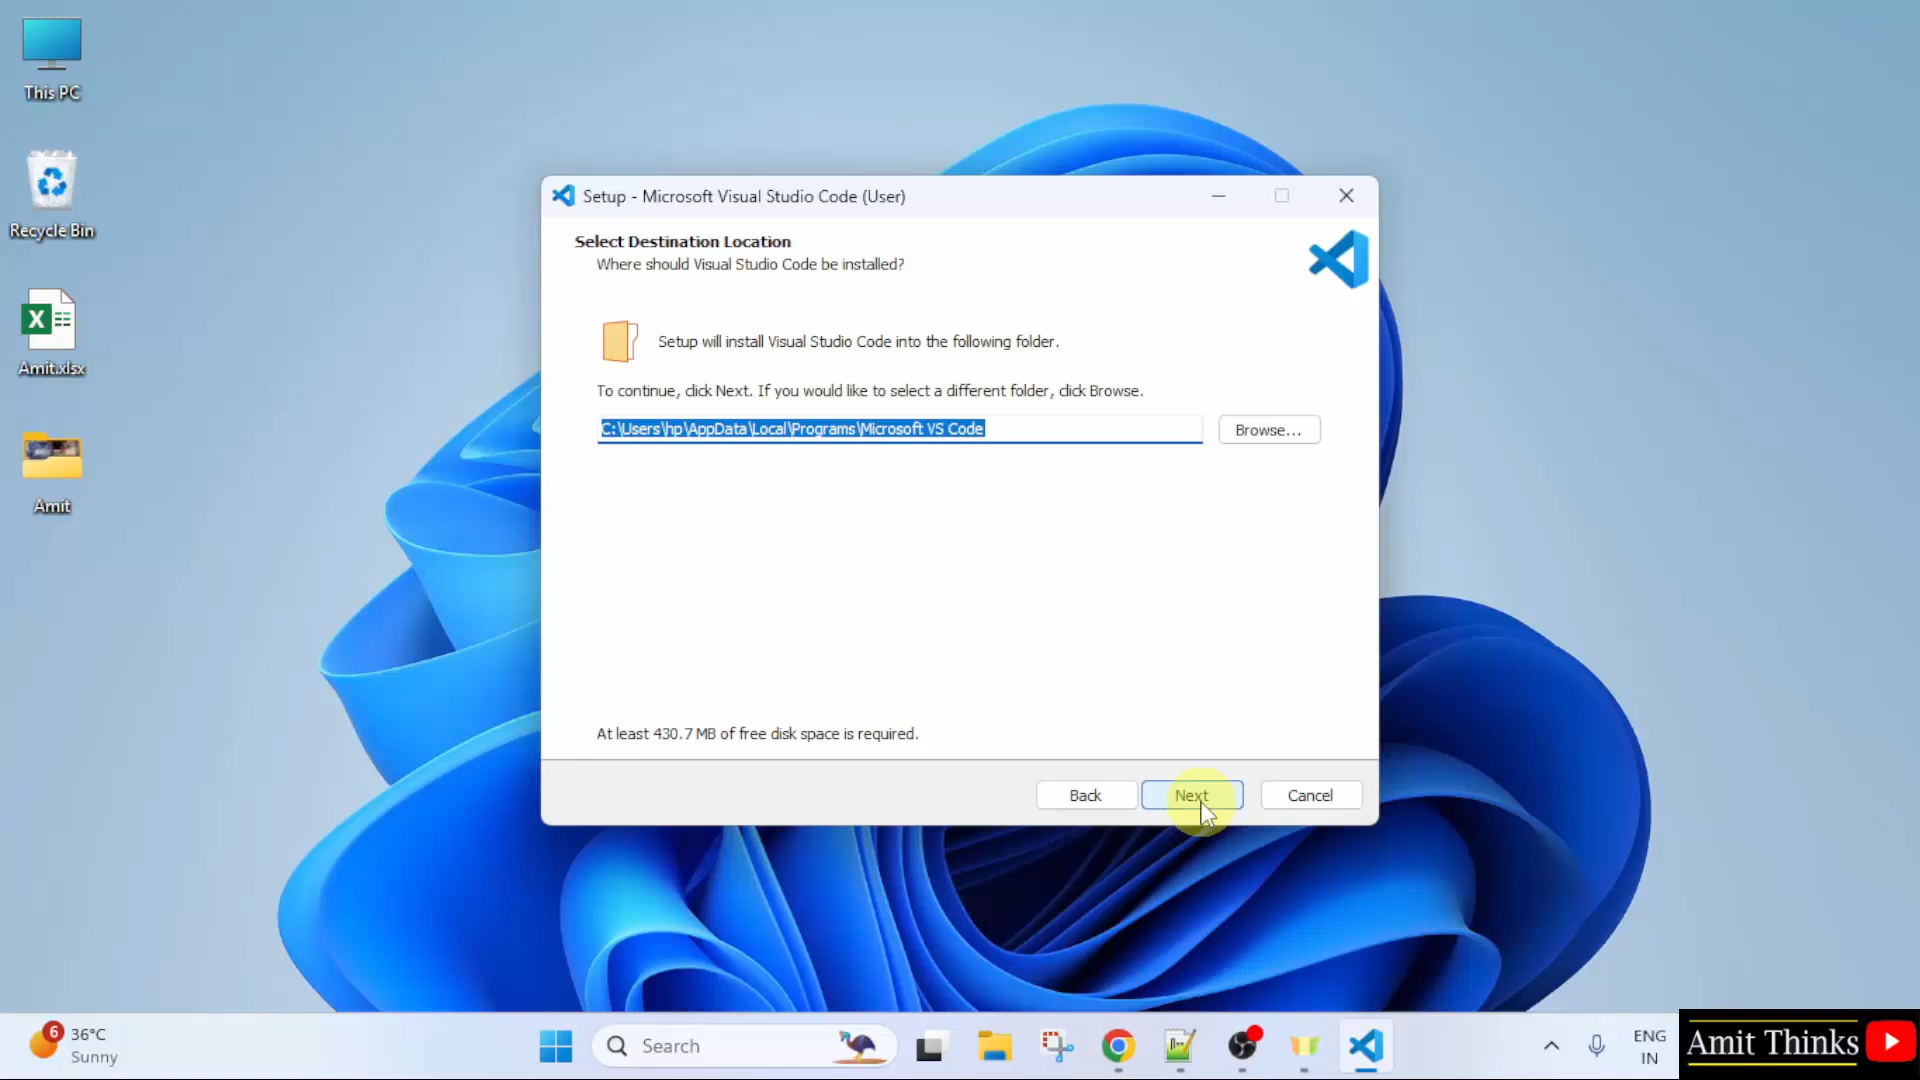 This PC
Recycle Bin
Amit.xlsx
Amit
Setup - Microsoft Visual Studio Code (User)
Select Destination Location
Where should Visual Studio Code be installed?
Setup will install Visual Studio Code into the following folder.
To continue, click Next. If you would like to select a different folder, click Browse.
C:\Users\hp\AppData\Local\Programs\Microsoft VS Code
Browse...
At least 430.7 MB of free disk space is required.
Back
Next
Cancel
6
36°C
Sunny
Search
ENG
IN
Amit Thinks